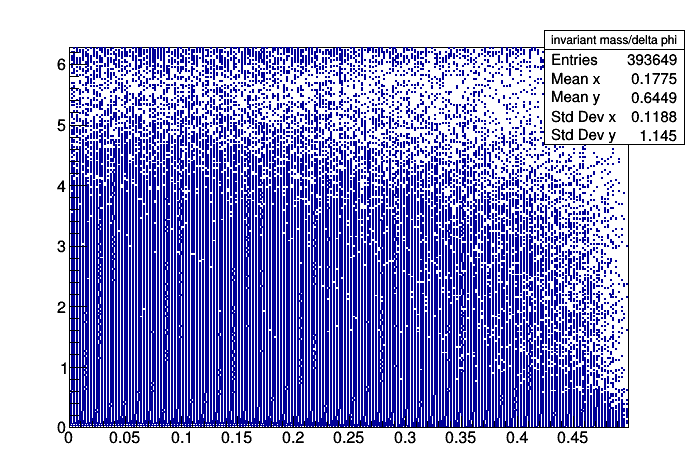 invariant mass/delta phi
Entries 393649
Mean x 0.1775
Mean y 0.6449
Std Dev x 0.1188
Std Dev y 1.145
6
5
4
3
2
1
0
0 0.05 0.1 0.15 0.2 0.25 0.3 0.35 0.4 0.45